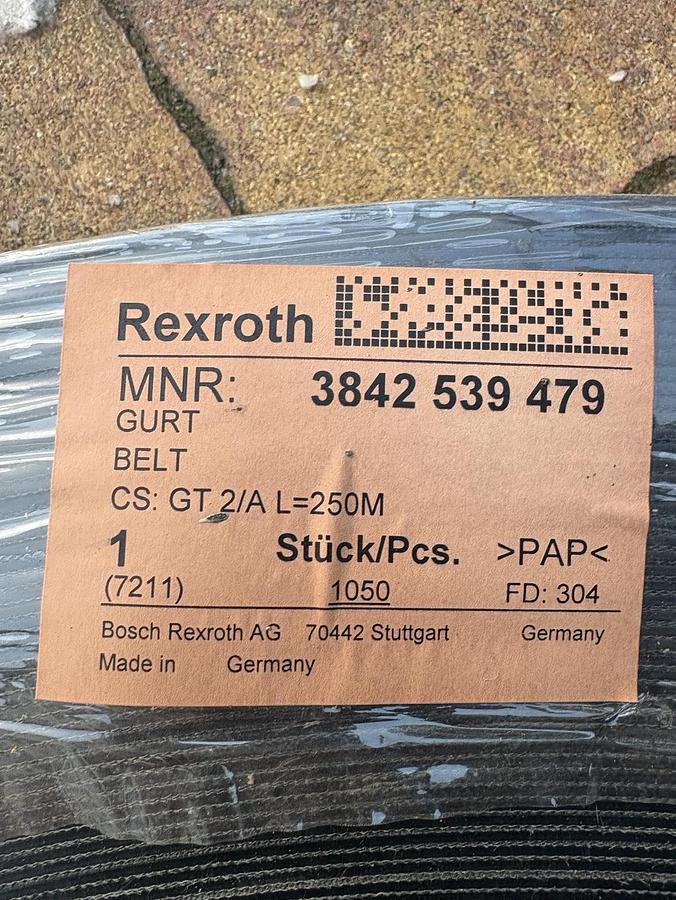 Rexroth
MNR: 3842 539 479
GURT
BELT
CS: GT 2/A L=250M
1 Stück/Pcs. >PAP<
(7211) 1050 FD: 304
Bosch Rexroth AG 70442 Stuttgart Germany
Made in Germany